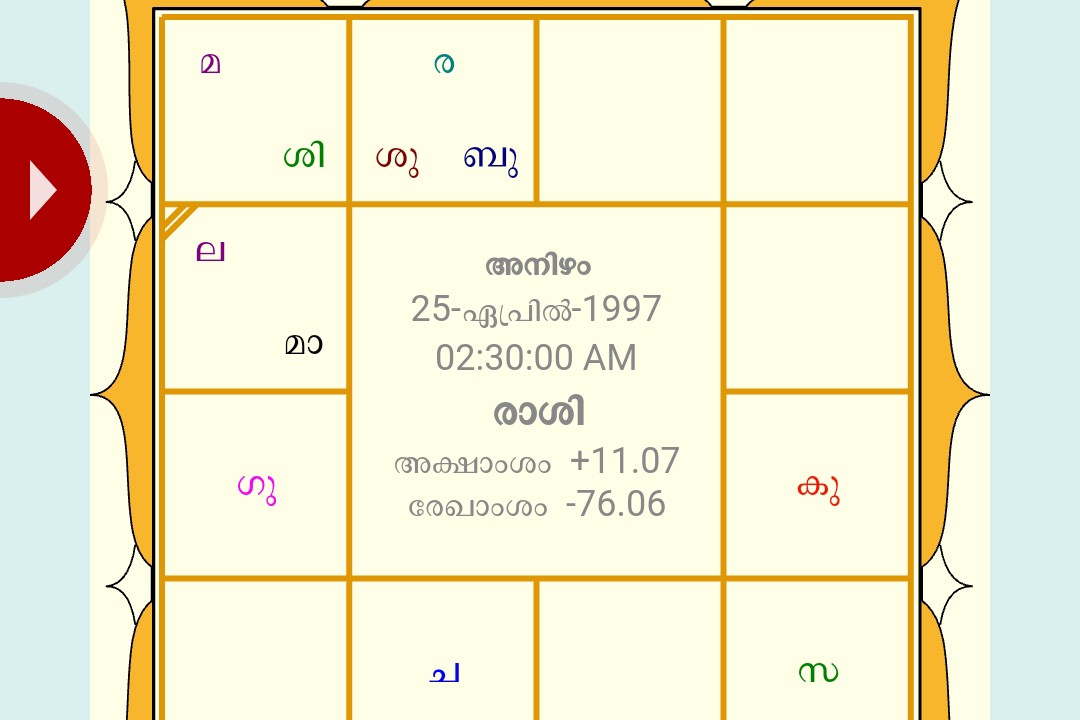 മ
ര
ശി
ശു
ബു
ല
മാ
അനിഴം
25-ഏപ്രിൽ-1997
02:30:00 AM
രാശി
അക്ഷാംശം +11.07
രേഖാംശം -76.06
ഗു
കു
ച
സ